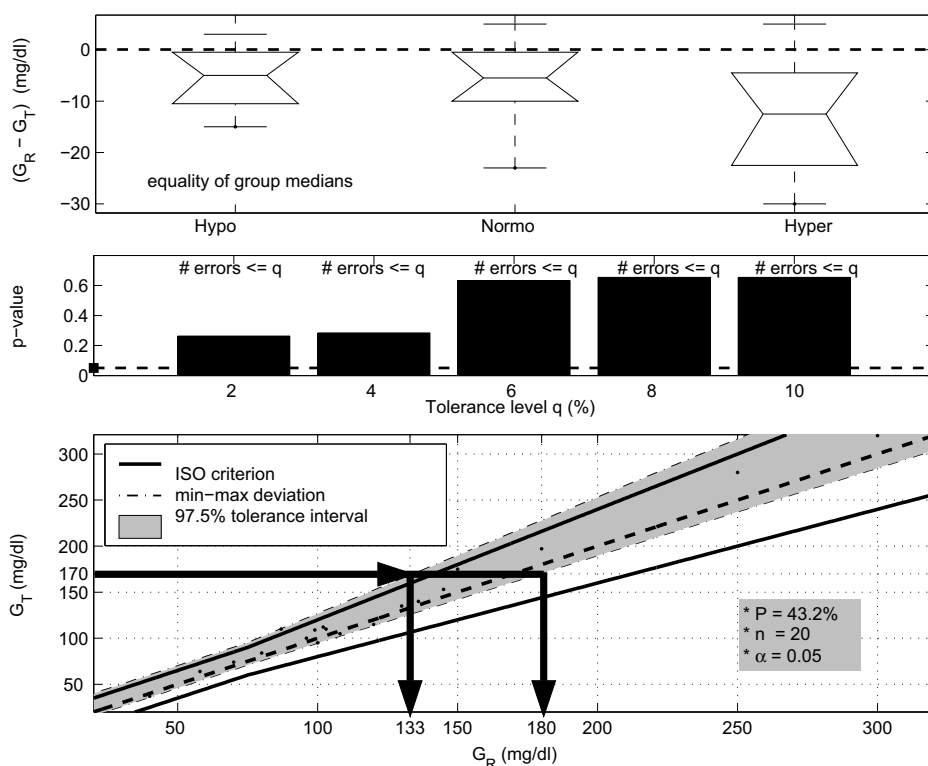 (G_R − G_T) (mg/dl)
0
−10
−20
−30
equality of group medians
Hypo Normo Hyper
p−value
0.6
0.4
0.2
0
# errors <= q # errors <= q # errors <= q # errors <= q # errors <= q
2 4 6 8 10
Tolerance level q (%)
G_T (mg/dl)
300
250
200
170
150
100
50
ISO criterion
min−max deviation
97.5% tolerance interval
* P = 43.2%
* n = 20
* α = 0.05
50 100 133 150 180 200 250 300
G_R (mg/dl)